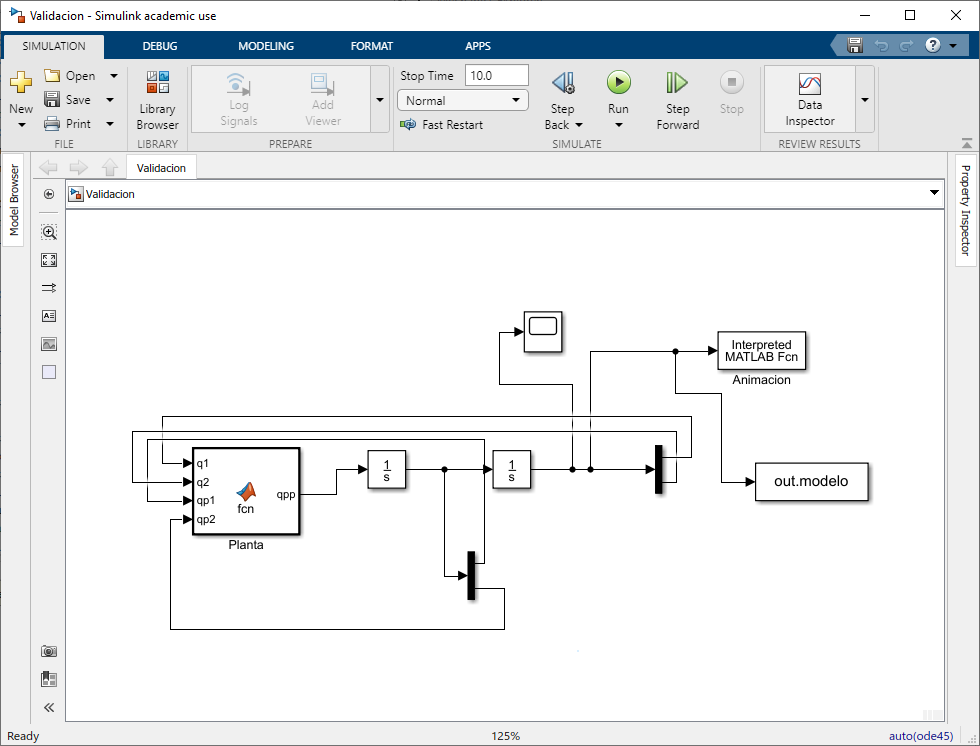 Validacion - Simulink academic use
SIMULATION DEBUG MODELING FORMAT APPS
New
Open
Save
Print
FILE
Library
Browser
LIBRARY
Log
Signals
Add
Viewer
PREPARE
Stop Time 10.0
Normal
Fast Restart
Step
Back
Run
Step
Forward
Stop
SIMULATE
Data
Inspector
REVIEW RESULTS
Model Browser
Validacion
Validacion
Property Inspector
Interpreted
MATLAB Fcn
Animacion
q1
q2
qp1
qp2
fcn
qpp
Planta
1
s
1
s
out.modelo
Ready 125% auto(ode45)